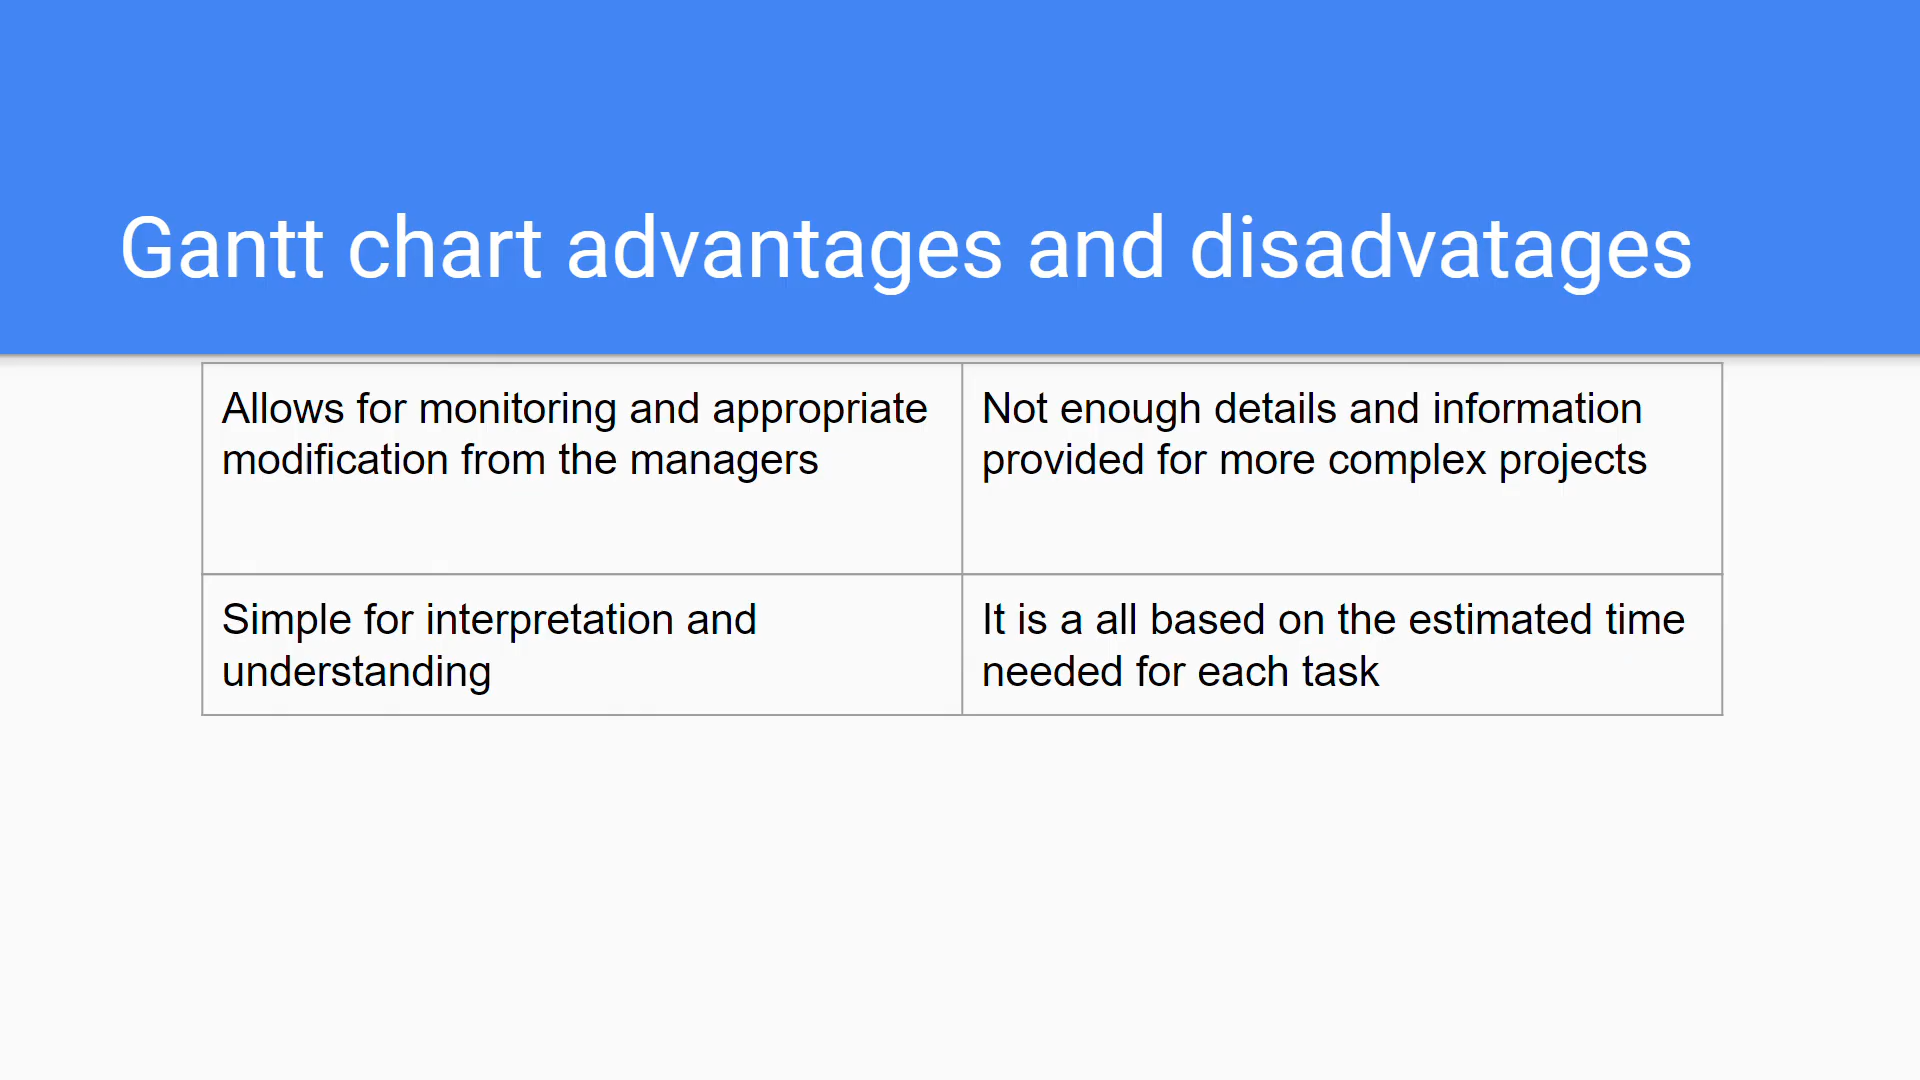 Gantt chart advantages and disadvatages
Allows for monitoring and appropriate
modification from the managers
Not enough details and information
provided for more complex projects
Simple for interpretation and
understanding
It is a all based on the estimated time
needed for each task